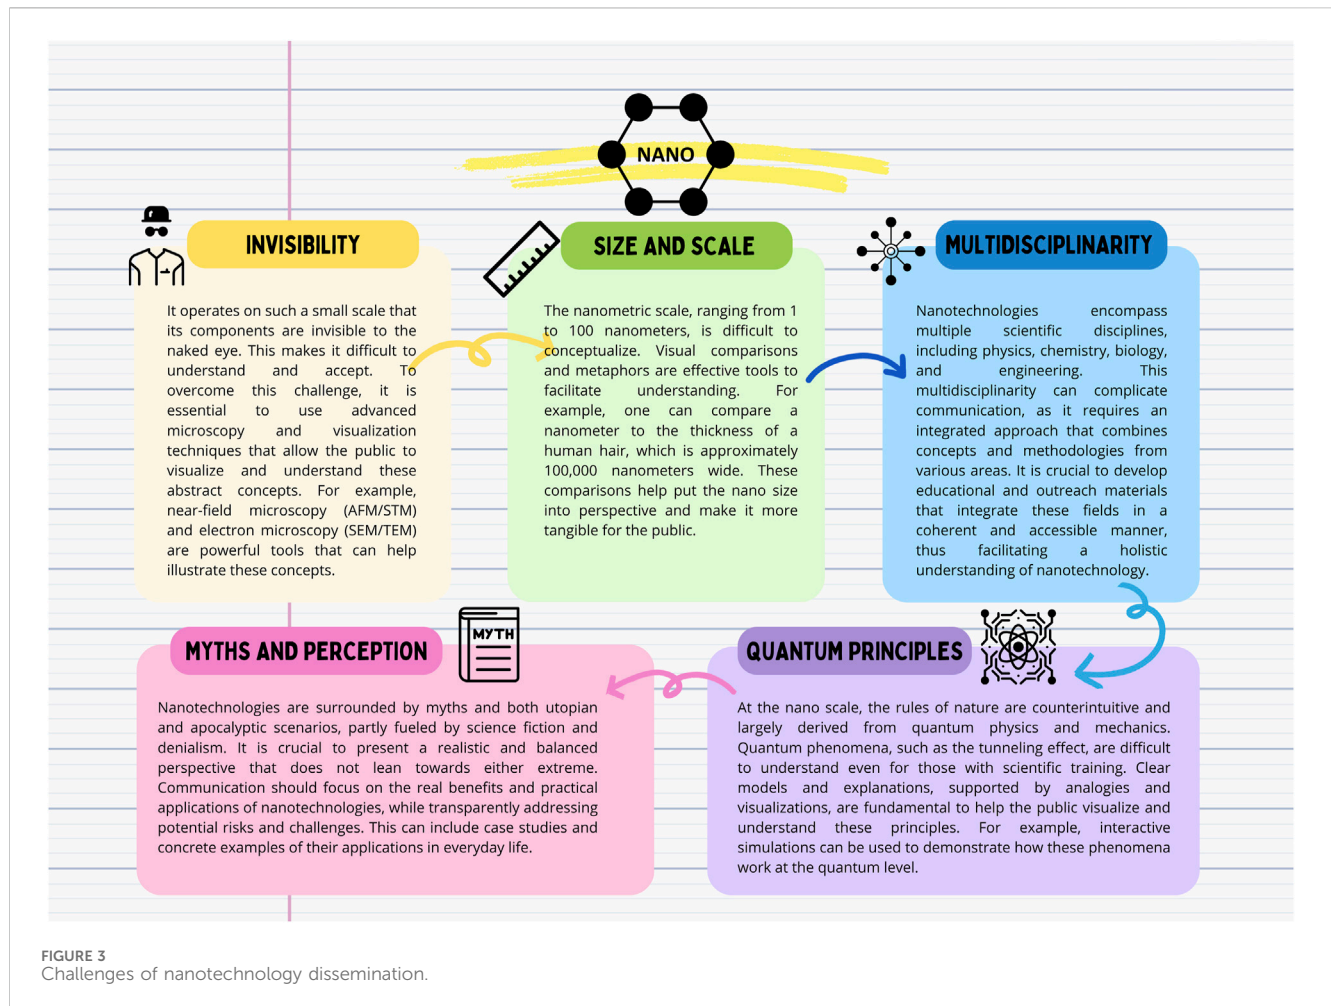 NANO
INVISIBILITY
It operates on such a small scale that
its components are invisible to the
naked eye. This makes it difficult to
understand and accept. To
overcome this challenge, it is
essential to use advanced
microscopy and visualization
techniques that allow the public to
visualize and understand these
abstract concepts. For example,
near-field microscopy (AFM/STM)
and electron microscopy (SEM/TEM)
are powerful tools that can help
illustrate these concepts.
SIZE AND SCALE
The nanometric scale, ranging from 1
to 100 nanometers, is difficult to
conceptualize. Visual comparisons
and metaphors are effective tools to
facilitate understanding. For
example, one can compare a
nanometer to the thickness of a
human hair, which is approximately
100,000 nanometers wide. These
comparisons help put the nano size
into perspective and make it more
tangible for the public.
MULTIDISCIPLINARITY
Nanotechnologies encompass
multiple scientific disciplines,
including physics, chemistry, biology,
and engineering. This
multidisciplinarity can complicate
communication, as it requires an
integrated approach that combines
concepts and methodologies from
various areas. It is crucial to develop
educational and outreach materials
that integrate these fields in a
coherent and accessible manner,
thus facilitating a holistic
understanding of nanotechnology.
MYTHS AND PERCEPTION
MYTH
Nanotechnologies are surrounded by myths and both utopian
and apocalyptic scenarios, partly fueled by science fiction and
denialism. It is crucial to present a realistic and balanced
perspective that does not lean towards either extreme.
Communication should focus on the real benefits and practical
applications of nanotechnologies, while transparently addressing
potential risks and challenges. This can include case studies and
concrete examples of their applications in everyday life.
QUANTUM PRINCIPLES
At the nano scale, the rules of nature are counterintuitive and
largely derived from quantum physics and mechanics.
Quantum phenomena, such as the tunneling effect, are difficult
to understand even for those with scientific training. Clear
models and explanations, supported by analogies and
visualizations, are fundamental to help the public visualize and
understand these principles. For example, interactive
simulations can be used to demonstrate how these phenomena
work at the quantum level.
FIGURE 3
Challenges of nanotechnology dissemination.